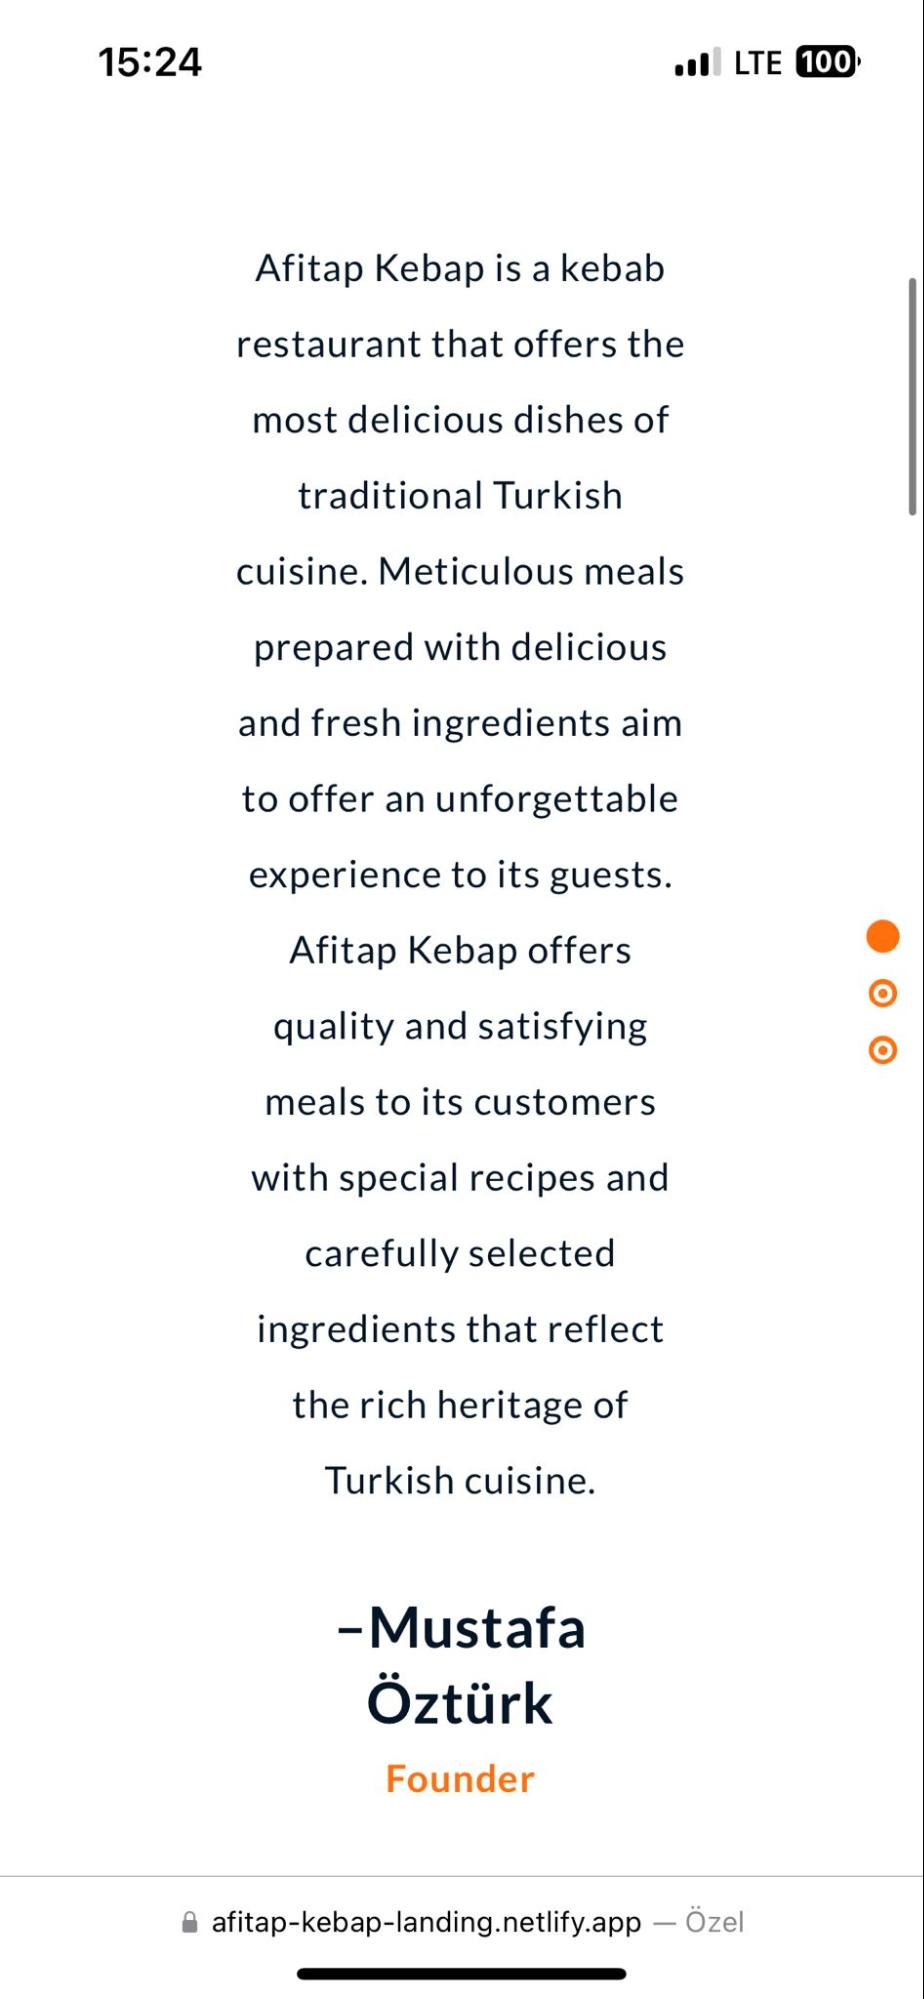 15:24
LTE 100
Afitap Kebap is a kebab
restaurant that offers the
most delicious dishes of
traditional Turkish
cuisine. Meticulous meals
prepared with delicious
and fresh ingredients aim
to offer an unforgettable
experience to its guests.
Afitap Kebap offers
quality and satisfying
meals to its customers
with special recipes and
carefully selected
ingredients that reflect
the rich heritage of
Turkish cuisine.
–Mustafa
Öztürk
Founder
afitap-kebap-landing.netlify.app — Özel